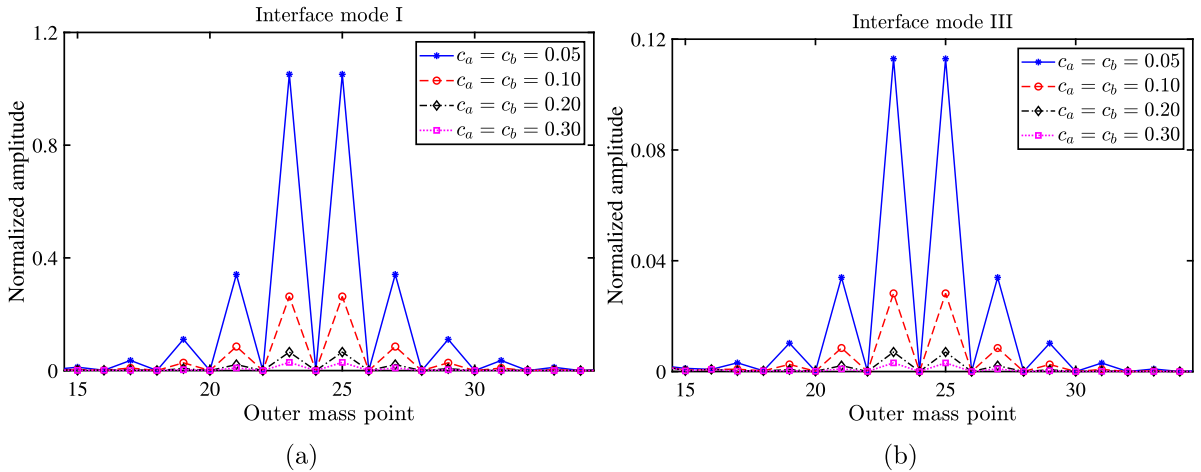 Interface mode I
Normalized amplitude
1.2
0.8
0.4
0
15
20
25
30
Outer mass point
c_a = c_b = 0.05
c_a = c_b = 0.10
c_a = c_b = 0.20
c_a = c_b = 0.30
(a)
Interface mode III
Normalized amplitude
0.12
0.08
0.04
0
15
20
25
30
Outer mass point
c_a = c_b = 0.05
c_a = c_b = 0.10
c_a = c_b = 0.20
c_a = c_b = 0.30
(b)